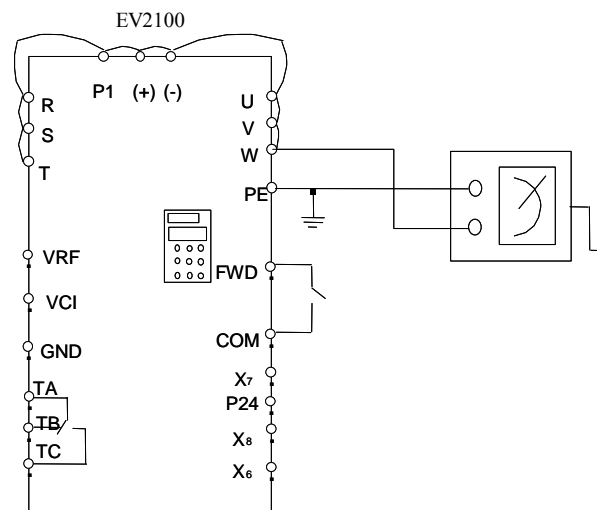 EV2100
P1 (+) (-)
R
S
T
U
V
W
PE
VRF
VCI
GND
TA
TB
TC
FWD
COM
X7
P24
X8
X6